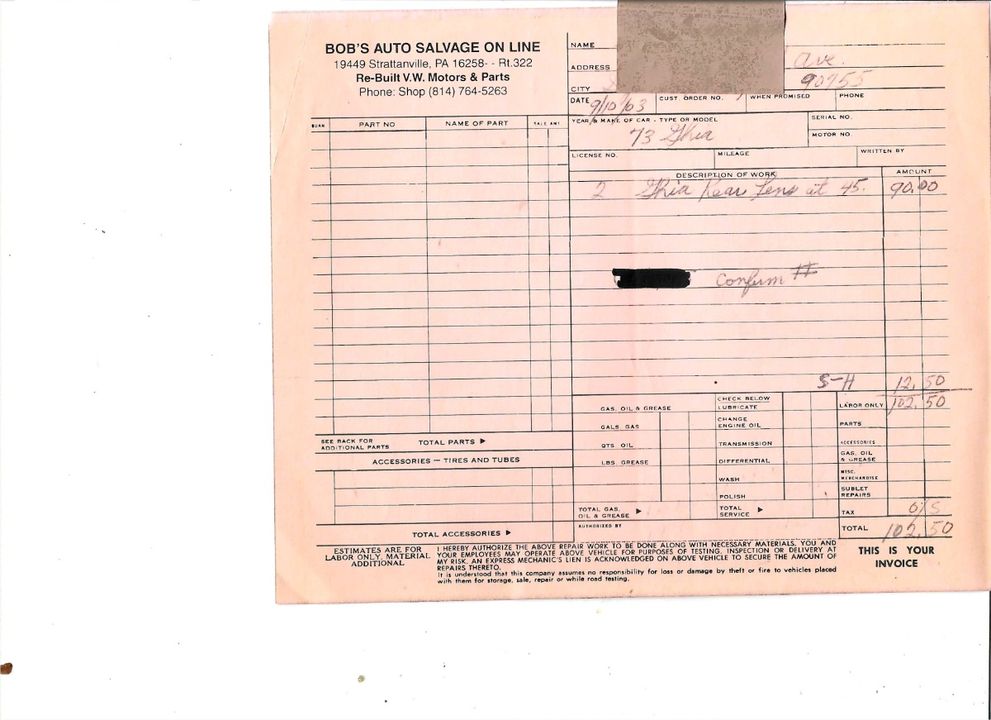 BOB'S AUTO SALVAGE ON LINE
19449 Strattanville, PA 16258- - Rt.322
Re-Built V.W. Motors & Parts
Phone: Shop (814) 764-5263
NAME
ADDRESS Ave.
CITY 90755
DATE 9/10/03 CUST. ORDER NO. WHEN PROMISED PHONE
YEAR & MAKE OF CAR - TYPE OR MODEL SERIAL NO.
73 Ghia MOTOR NO.
LICENSE NO. MILEAGE WRITTEN BY
PART NO NAME OF PART SALE AMT.
DESCRIPTION OF WORK AMOUNT
2 Ghia Rear Lens at 45. 90.00
Confirm #
S-H 12.50
LABOR ONLY 102.50
GAS, OIL & GREASE CHECK BELOW
LUBRICATE
GALS. GAS CHANGE ENGINE OIL PARTS
QTS. OIL TRANSMISSION ACCESSORIES
LBS. GREASE DIFFERENTIAL GAS, OIL & GREASE
WASH MISC. MERCHANDISE
POLISH SUBLET REPAIRS
TOTAL GAS, OIL & GREASE ▶ TOTAL SERVICE ▶ TAX O/S
AUTHORIZED BY TOTAL 102.50
SEE BACK FOR ADDITIONAL PARTS TOTAL PARTS ▶
ACCESSORIES — TIRES AND TUBES
TOTAL ACCESSORIES ▶
ESTIMATES ARE FOR
LABOR ONLY, MATERIAL
ADDITIONAL
I HEREBY AUTHORIZE THE ABOVE REPAIR WORK TO BE DONE ALONG WITH NECESSARY MATERIALS. YOU AND
YOUR EMPLOYEES MAY OPERATE ABOVE VEHICLE FOR PURPOSES OF TESTING, INSPECTION OR DELIVERY AT
MY RISK. AN EXPRESS MECHANIC'S LIEN IS ACKNOWLEDGED ON ABOVE VEHICLE TO SECURE THE AMOUNT OF
REPAIRS THERETO.
It is understood that this company assumes no responsibility for loss or damage by theft or fire to vehicles placed
with them for storage, sale, repair or while road testing.
THIS IS YOUR
INVOICE